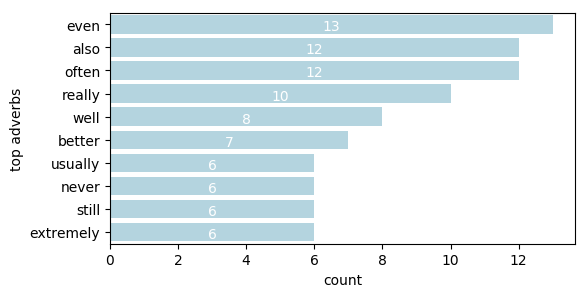 even 13
also 12
often 12
really 10
well 8
better 7
usually 6
never 6
still 6
extremely 6
top adverbs
0 2 4 6 8 10 12
count